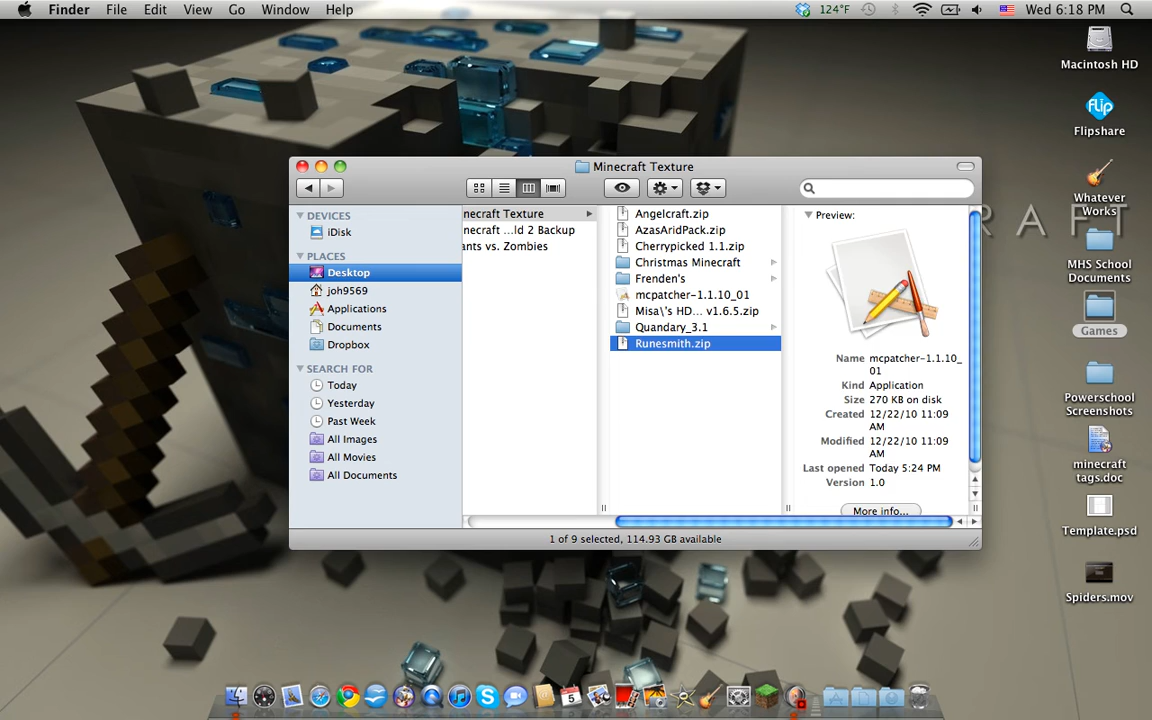 Finder File Edit View Go Window Help 124°F Wed 6:18 PM
Macintosh HD
Flipshare
Whatever
Works
RAFT
MHS School
Documents
Games
Powerschool
Screenshots
minecraft
tags.doc
Template.psd
Spiders.mov
Minecraft Texture
DEVICES
iDisk
PLACES
Desktop
joh9569
Applications
Documents
Dropbox
SEARCH FOR
Today
Yesterday
Past Week
All Images
All Movies
All Documents
necraft Texture
necraft ...ld 2 Backup
ants vs. Zombies
Angelcraft.zip
AzasAridPack.zip
Cherrypicked 1.1.zip
Christmas Minecraft
Frenden's
mcpatcher-1.1.10_01
Misa\'s HD... v1.6.5.zip
Quandary_3.1
Runesmith.zip
Preview:
Name mcpatcher-1.1.10_
01
Kind Application
Size 270 KB on disk
Created 12/22/10 11:09
AM
Modified 12/22/10 11:09
AM
Last opened Today 5:24 PM
Version 1.0
More info...
1 of 9 selected, 114.93 GB available
5